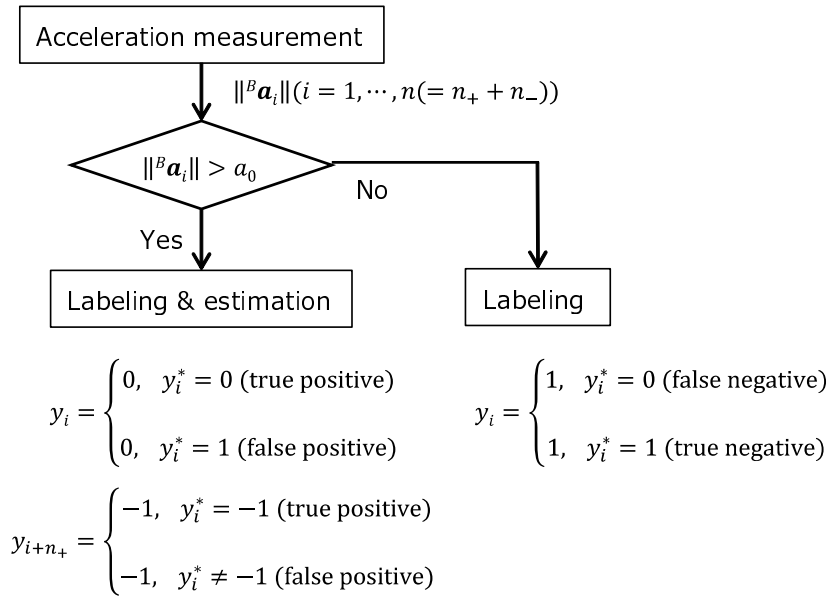 Acceleration measurement
‖ᴮ𝒂ᵢ‖(i = 1, ⋯, n(= n₊ + n₋))
‖ᴮ𝒂ᵢ‖ > a₀
No
Yes
Labeling & estimation
Labeling
yᵢ = { 0, yᵢ* = 0 (true positive)
0, yᵢ* = 1 (false positive)
yᵢ = { 1, yᵢ* = 0 (false negative)
1, yᵢ* = 1 (true negative)
y_{i+n₊} = { −1, yᵢ* = −1 (true positive)
−1, yᵢ* ≠ −1 (false positive)